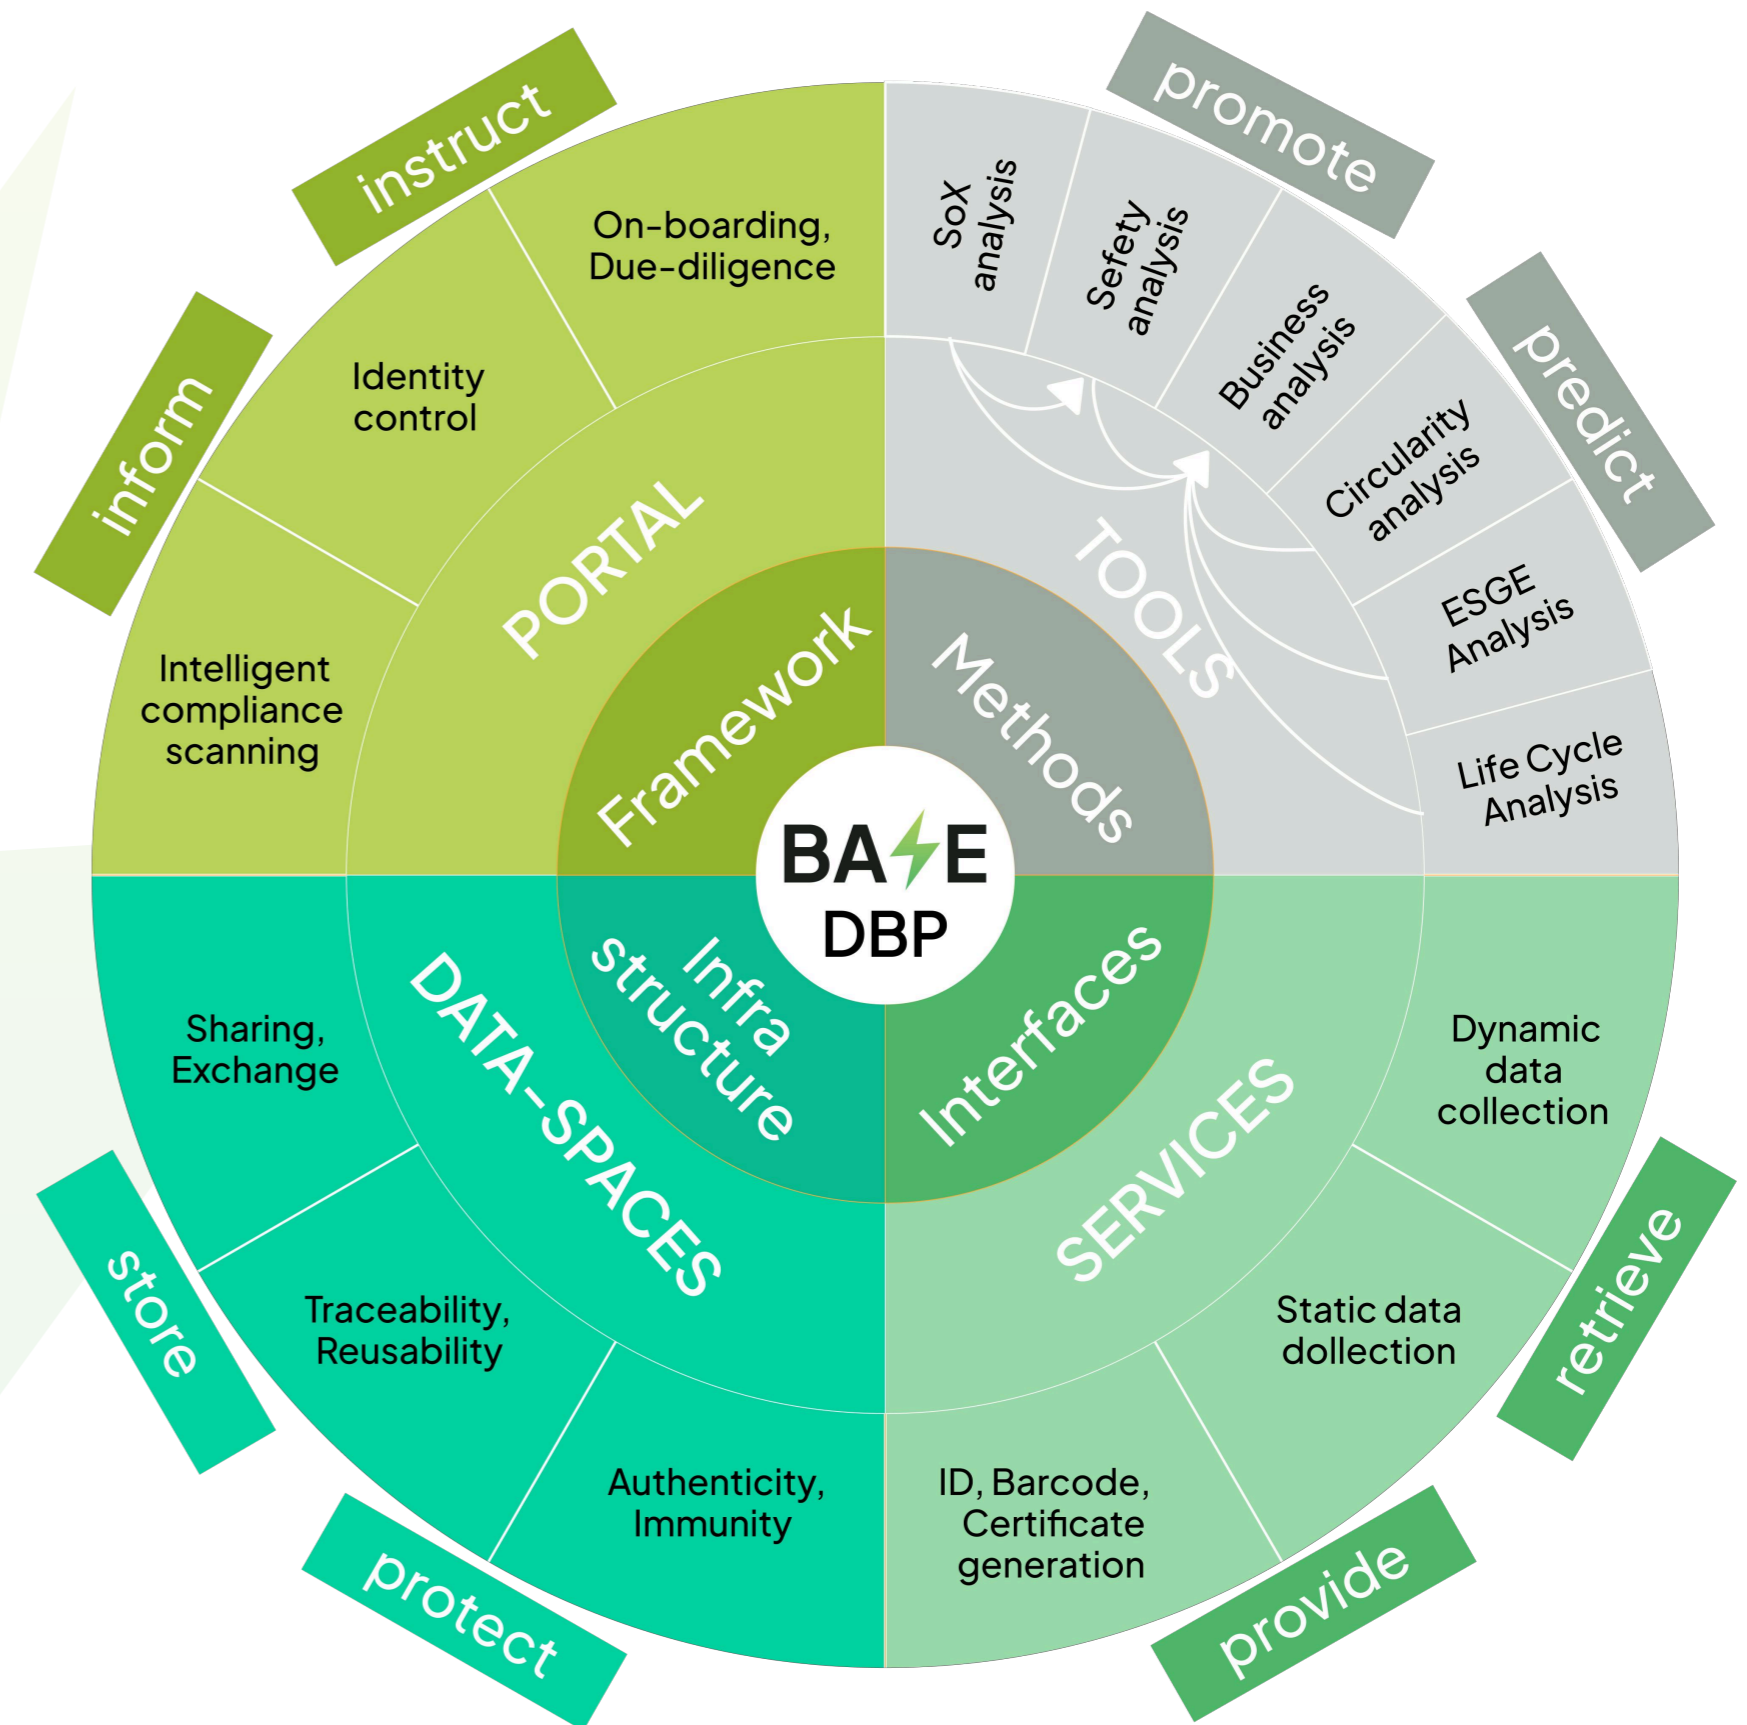 instruct
promote
inform
predict
On-boarding,
Due-diligence
Identity
control
Intelligent
compliance
scanning
PORTAL
Framework
SoX
analysis
Sefety
analysis
Business
analysis
Circularity
analysis
ESGE
Analysis
Life Cycle
Analysis
TOOLS
Methods
BA⚡E
DBP
Infra
structure
DATA-SPACES
Sharing,
Exchange
Traceability,
Reusability
Authenticity,
Immunity
Interfaces
SERVICES
Dynamic
data
collection
Static data
dollection
ID, Barcode,
Certificate
generation
store
protect
retrieve
provide